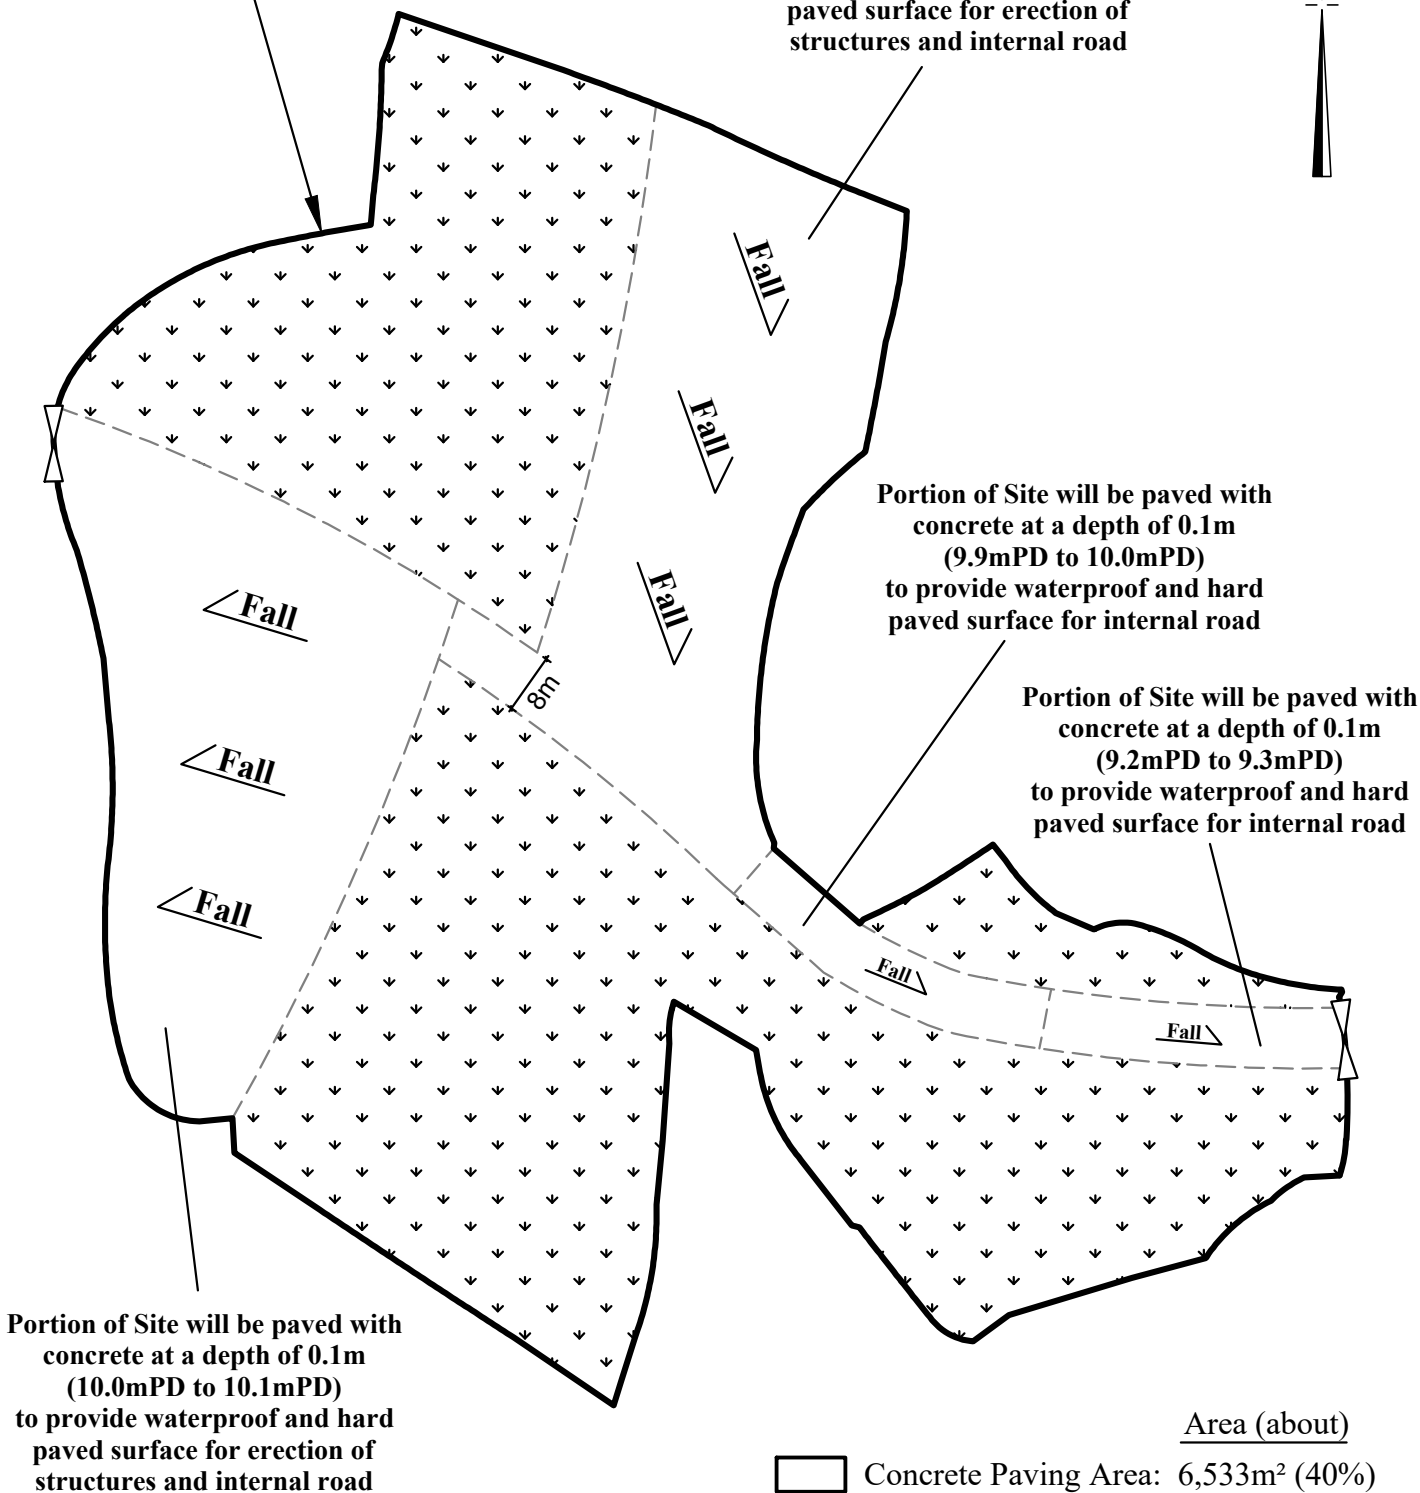 paved surface for erection of
structures and internal road
Fall
Fall
Portion of Site will be paved with
concrete at a depth of 0.1m
(9.9mPD to 10.0mPD)
to provide waterproof and hard
paved surface for internal road
Fall
Fall
8m
Portion of Site will be paved with
concrete at a depth of 0.1m
(9.2mPD to 9.3mPD)
to provide waterproof and hard
paved surface for internal road
Fall
Fall
Fall
Fall
Portion of Site will be paved with
concrete at a depth of 0.1m
(10.0mPD to 10.1mPD)
to provide waterproof and hard
paved surface for erection of
structures and internal road
Area (about)
Concrete Paving Area: 6,533m² (40%)